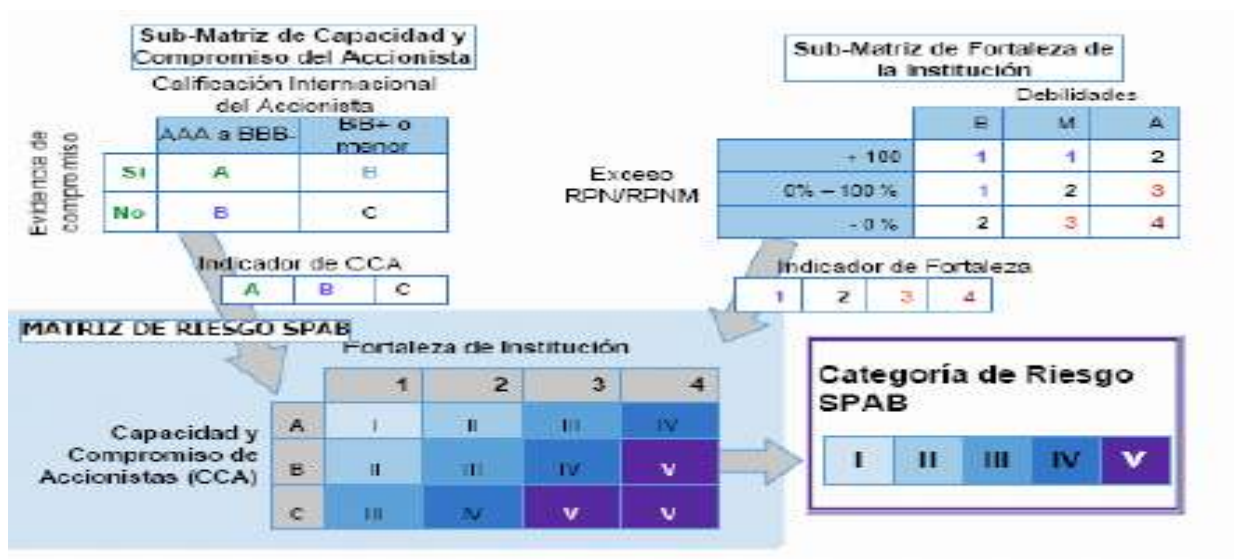 Sub-Matriz de Capacidad y
Compromiso del Accionista
Calificación Internacional
del Accionista
AAA a BBB- BB+ o
menor
Evidencia de
compromiso
Si A B
No B C
Indicador de CCA
A B C
Sub-Matriz de Fortaleza de
la Institución
Debilidades
B M A
Exceso
RPN/RPNM
+ 100 1 1 2
0% – 100 % 1 2 3
- 0 % 2 3 4
Indicador de Fortaleza
1 2 3 4
MATRIZ DE RIESGO SPAB
Fortaleza de Institución
1 2 3 4
Capacidad y
Compromiso de
Accionistas (CCA)
A I II III IV
B II III IV V
C III IV V V
Categoría de Riesgo
SPAB
I II III IV V